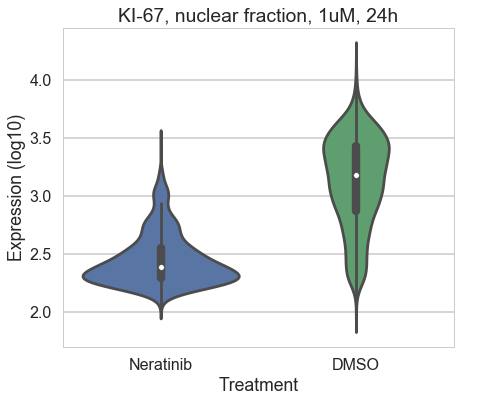 KI-67, nuclear fraction, 1uM, 24h
Expression (log10)
4.0
3.5
3.0
2.5
2.0
Neratinib
DMSO
Treatment